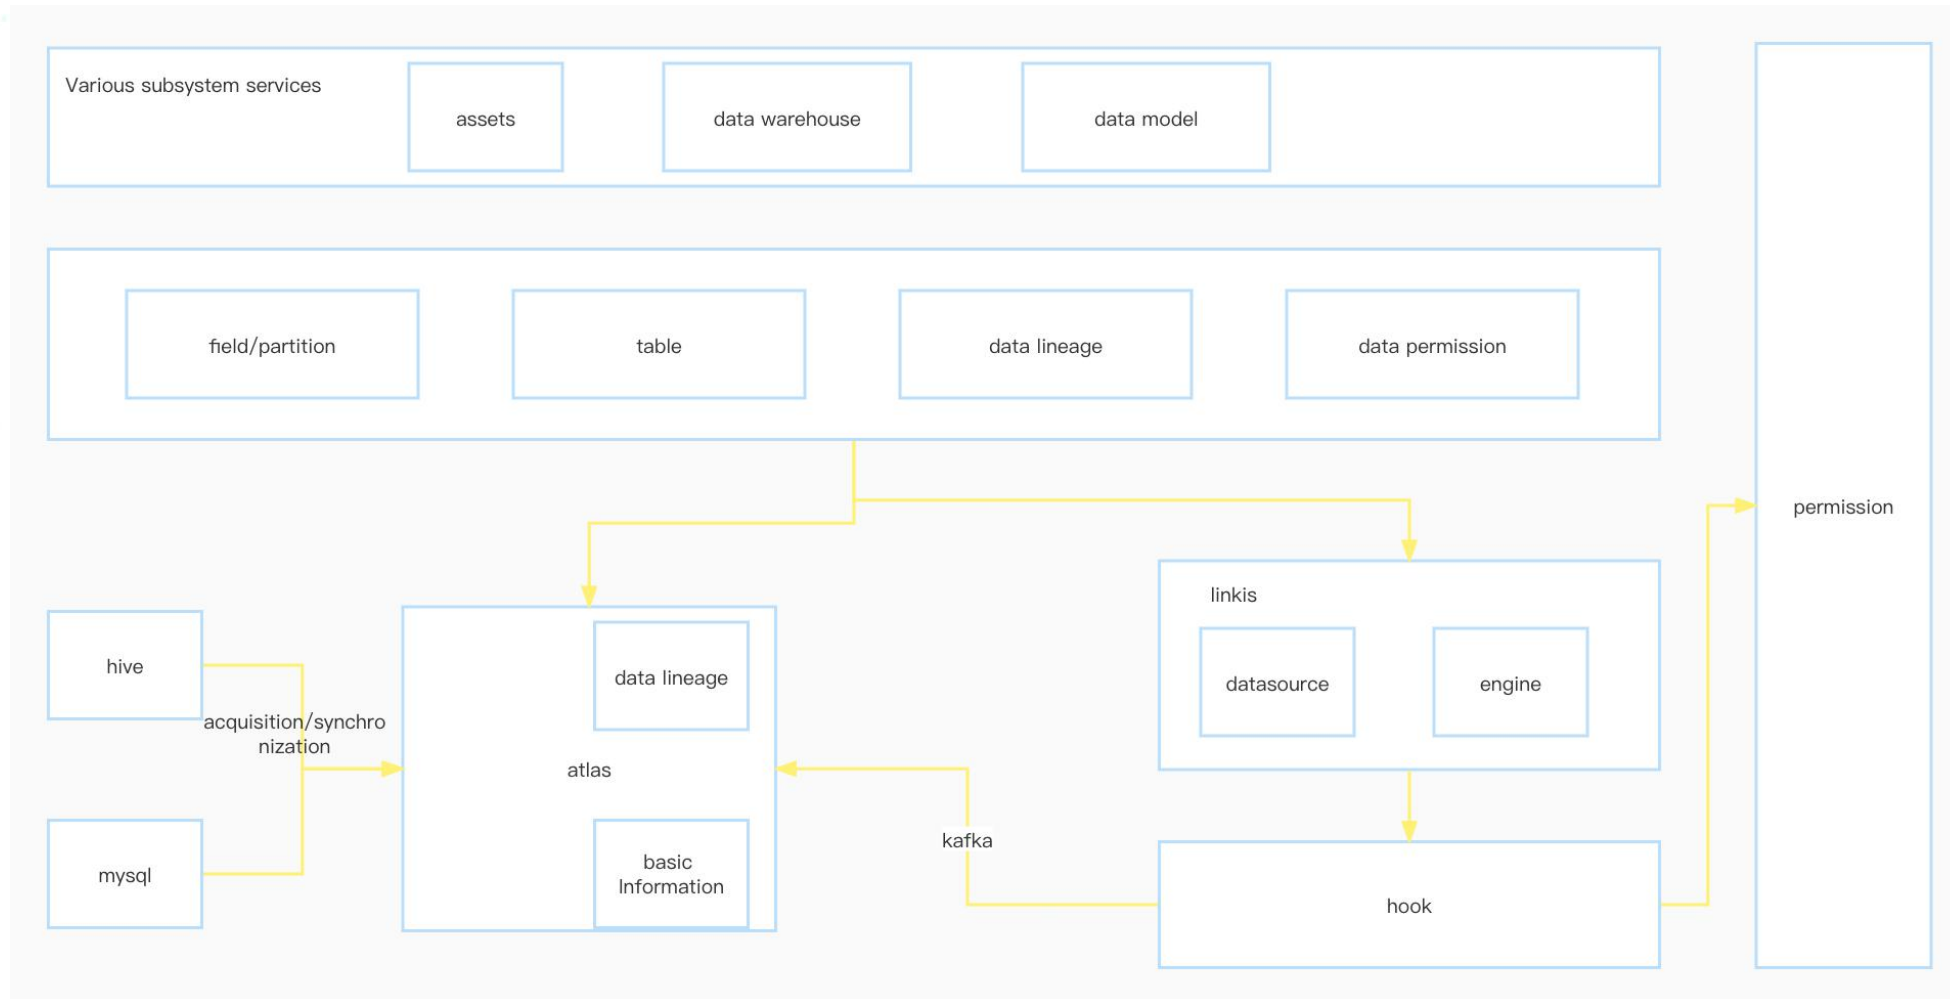 Various subsystem services
assets
data warehouse
data model
field/partition
table
data lineage
data permission
permission
linkis
datasource
engine
hive
acquisition/synchro
nization
mysql
data lineage
atlas
basic
Information
kafka
hook